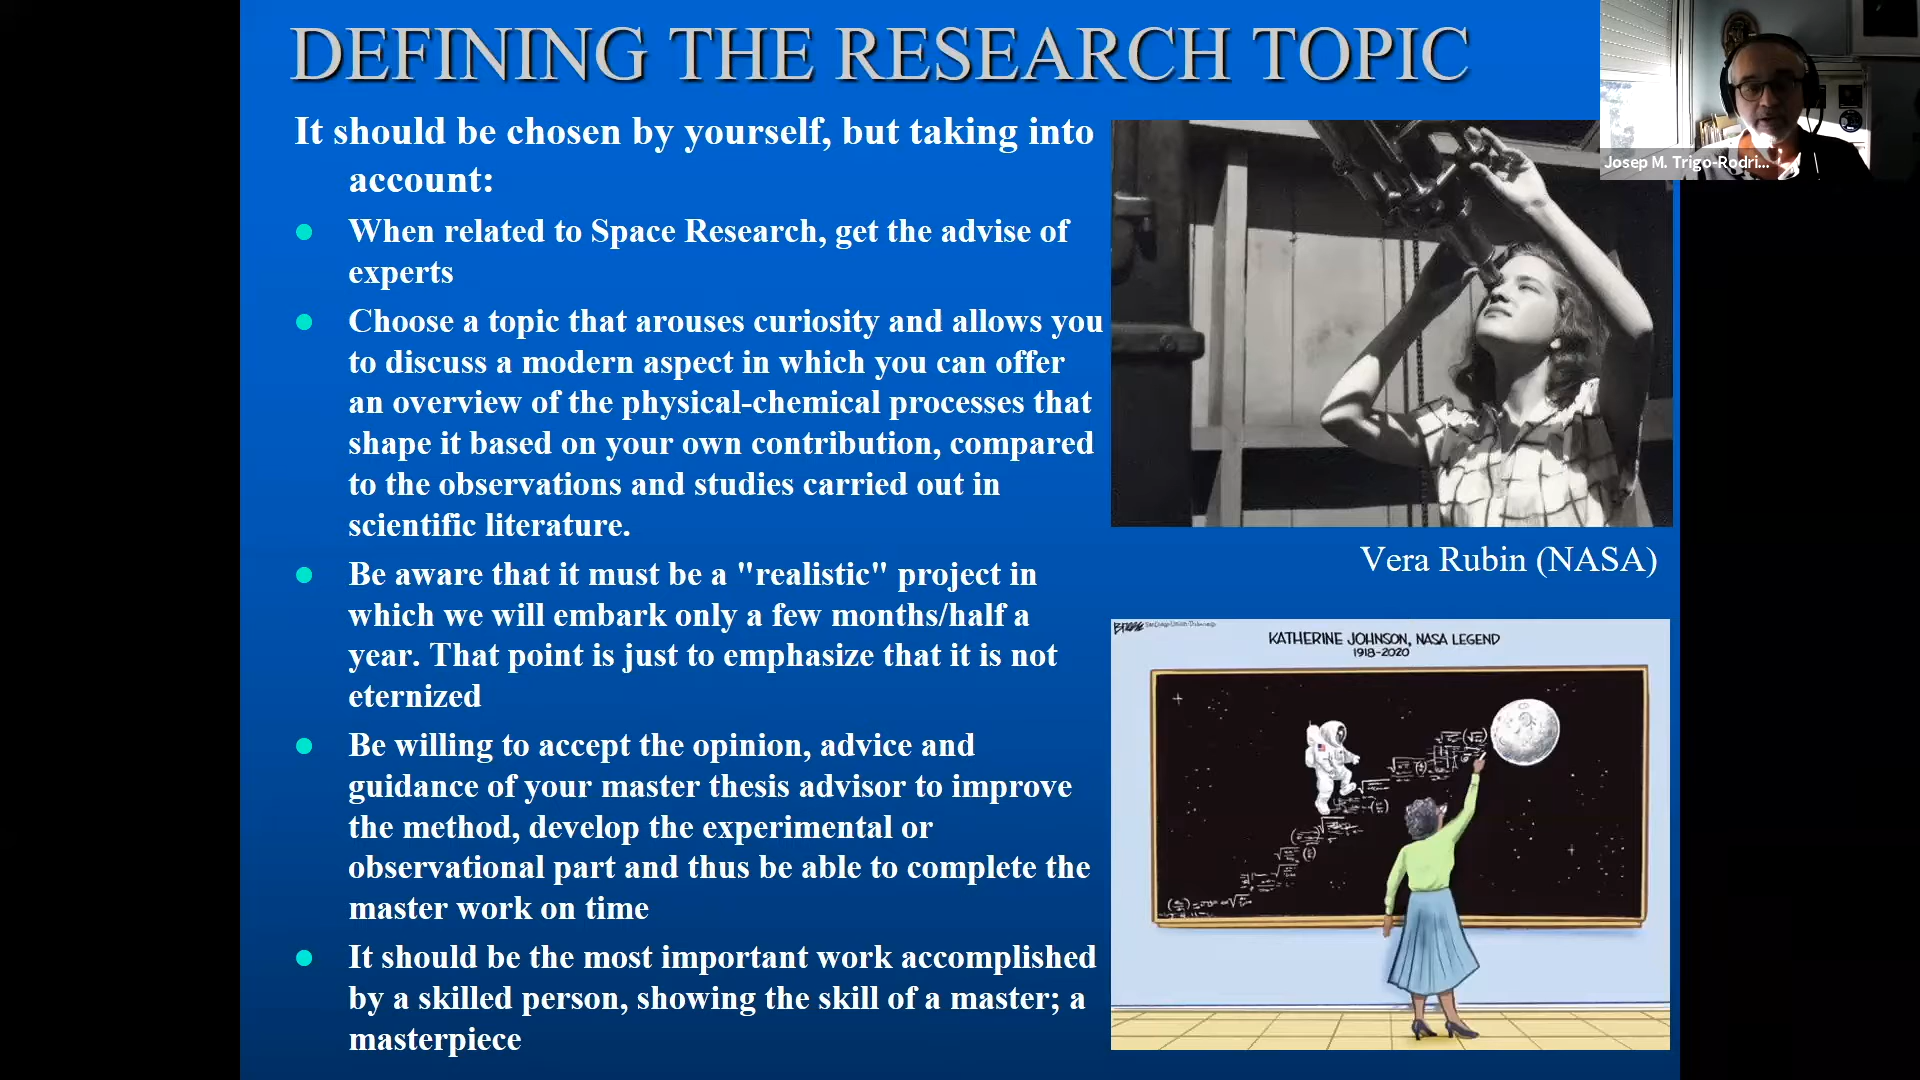 DEFINING THE RESEARCH TOPIC
It should be chosen by yourself, but taking into
account:
When related to Space Research, get the advise of
experts
Choose a topic that arouses curiosity and allows you
to discuss a modern aspect in which you can offer
an overview of the physical-chemical processes that
shape it based on your own contribution, compared
to the observations and studies carried out in
scientific literature.
Be aware that it must be a "realistic" project in
which we will embark only a few months/half a
year. That point is just to emphasize that it is not
eternized
Be willing to accept the opinion, advice and
guidance of your master thesis advisor to improve
the method, develop the experimental or
observational part and thus be able to complete the
master work on time
It should be the most important work accomplished
by a skilled person, showing the skill of a master; a
masterpiece
Josep M. Trigo-Rodri...
Vera Rubin (NASA)
KATHERINE JOHNSON, NASA LEGEND
1918-2020